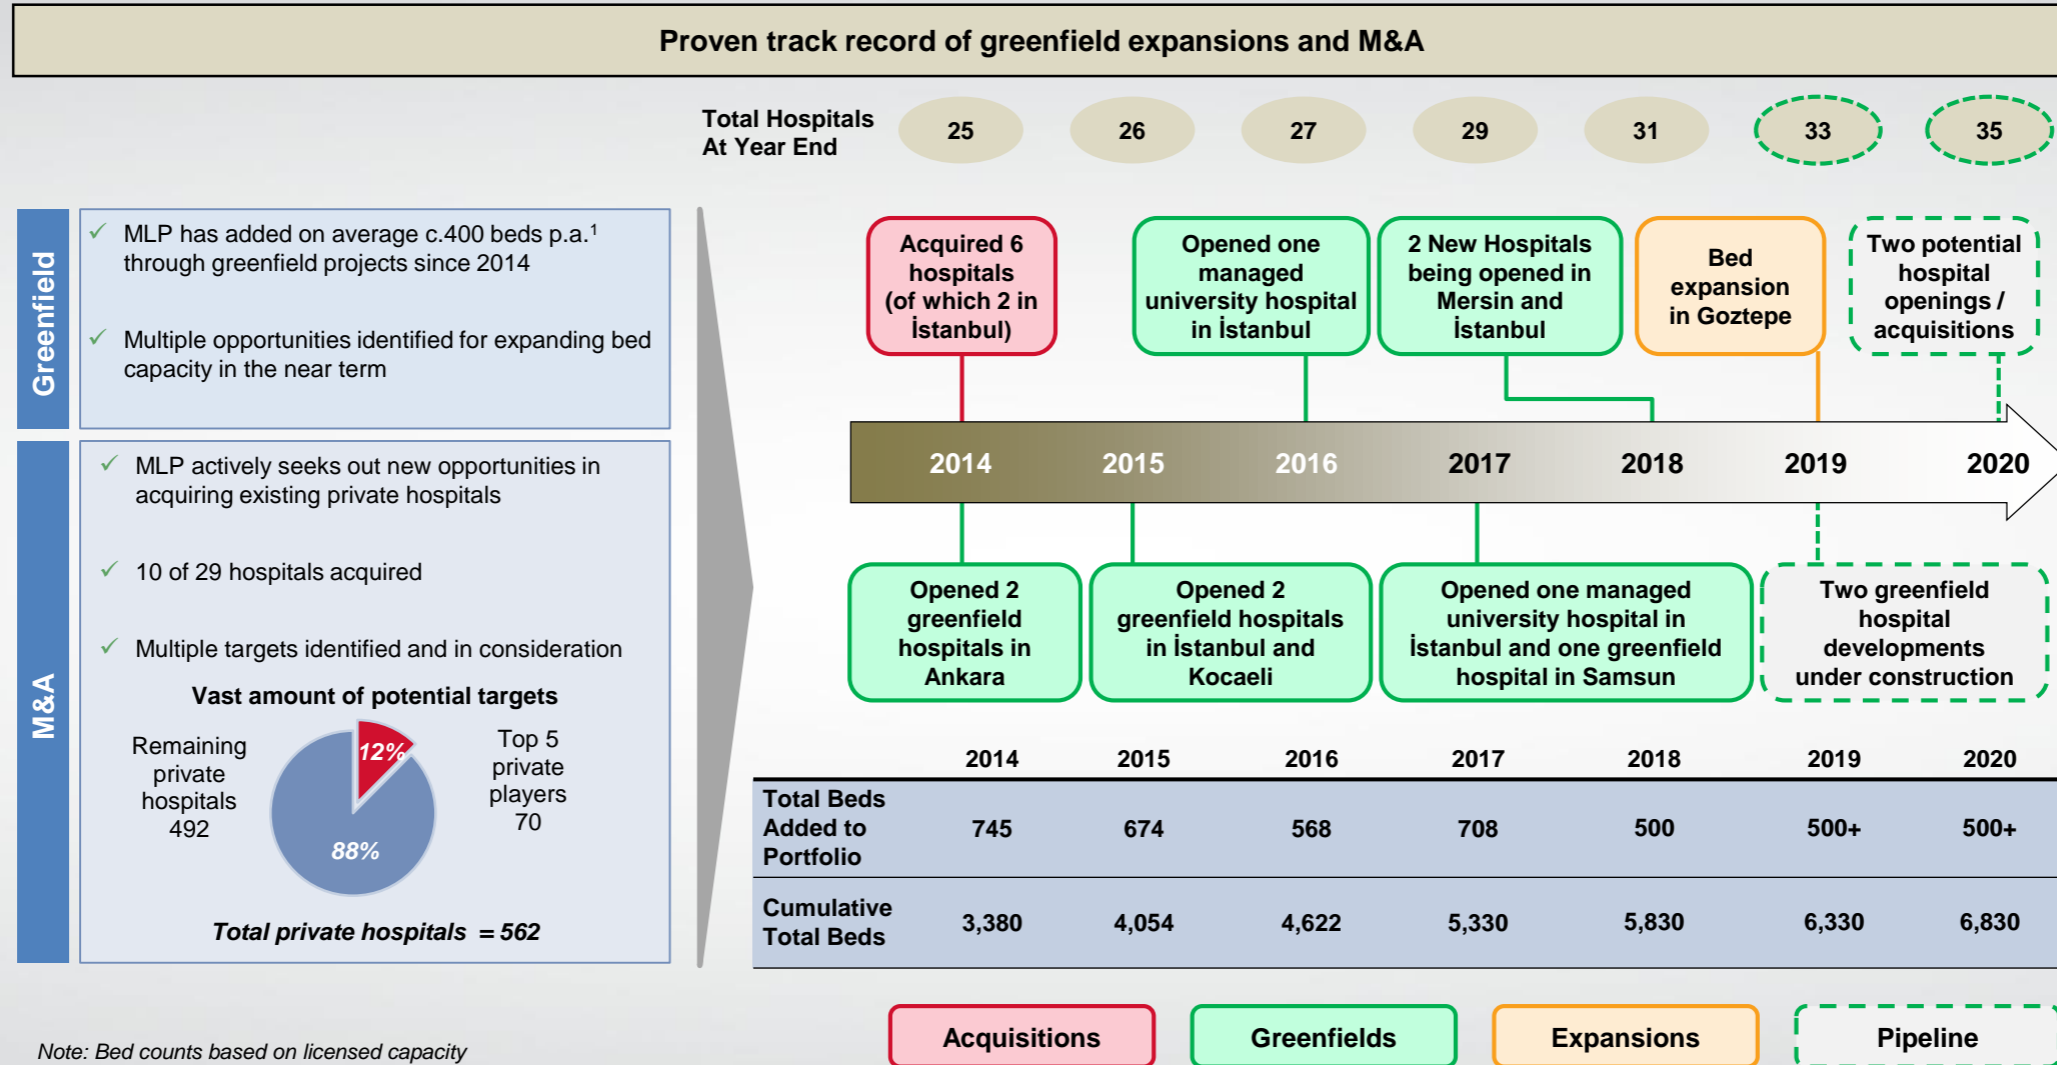 Proven track record of greenfield expansions and M&A
Total Hospitals
At Year End
25
26
27
29
31
33
35
Greenfield
✓ MLP has added on average c.400 beds p.a.¹
through greenfield projects since 2014
✓ Multiple opportunities identified for expanding bed
capacity in the near term
M&A
✓ MLP actively seeks out new opportunities in
acquiring existing private hospitals
✓ 10 of 29 hospitals acquired
✓ Multiple targets identified and in consideration
Vast amount of potential targets
Remaining
private
hospitals
492
12%
88%
Top 5
private
players
70
Total private hospitals = 562
Acquired 6
hospitals
(of which 2 in
İstanbul)
Opened one
managed
university hospital
in İstanbul
2 New Hospitals
being opened in
Mersin and
İstanbul
Bed
expansion
in Goztepe
Two potential
hospital
openings /
acquisitions
2014
2015
2016
2017
2018
2019
2020
Opened 2
greenfield
hospitals in
Ankara
Opened 2
greenfield hospitals
in İstanbul and
Kocaeli
Opened one managed
university hospital in
İstanbul and one greenfield
hospital in Samsun
Two greenfield
hospital
developments
under construction
2014 2015 2016 2017 2018 2019 2020
Total Beds
Added to
Portfolio
745 674 568 708 500 500+ 500+
Cumulative
Total Beds
3,380 4,054 4,622 5,330 5,830 6,330 6,830
Acquisitions
Greenfields
Expansions
Pipeline
Note: Bed counts based on licensed capacity